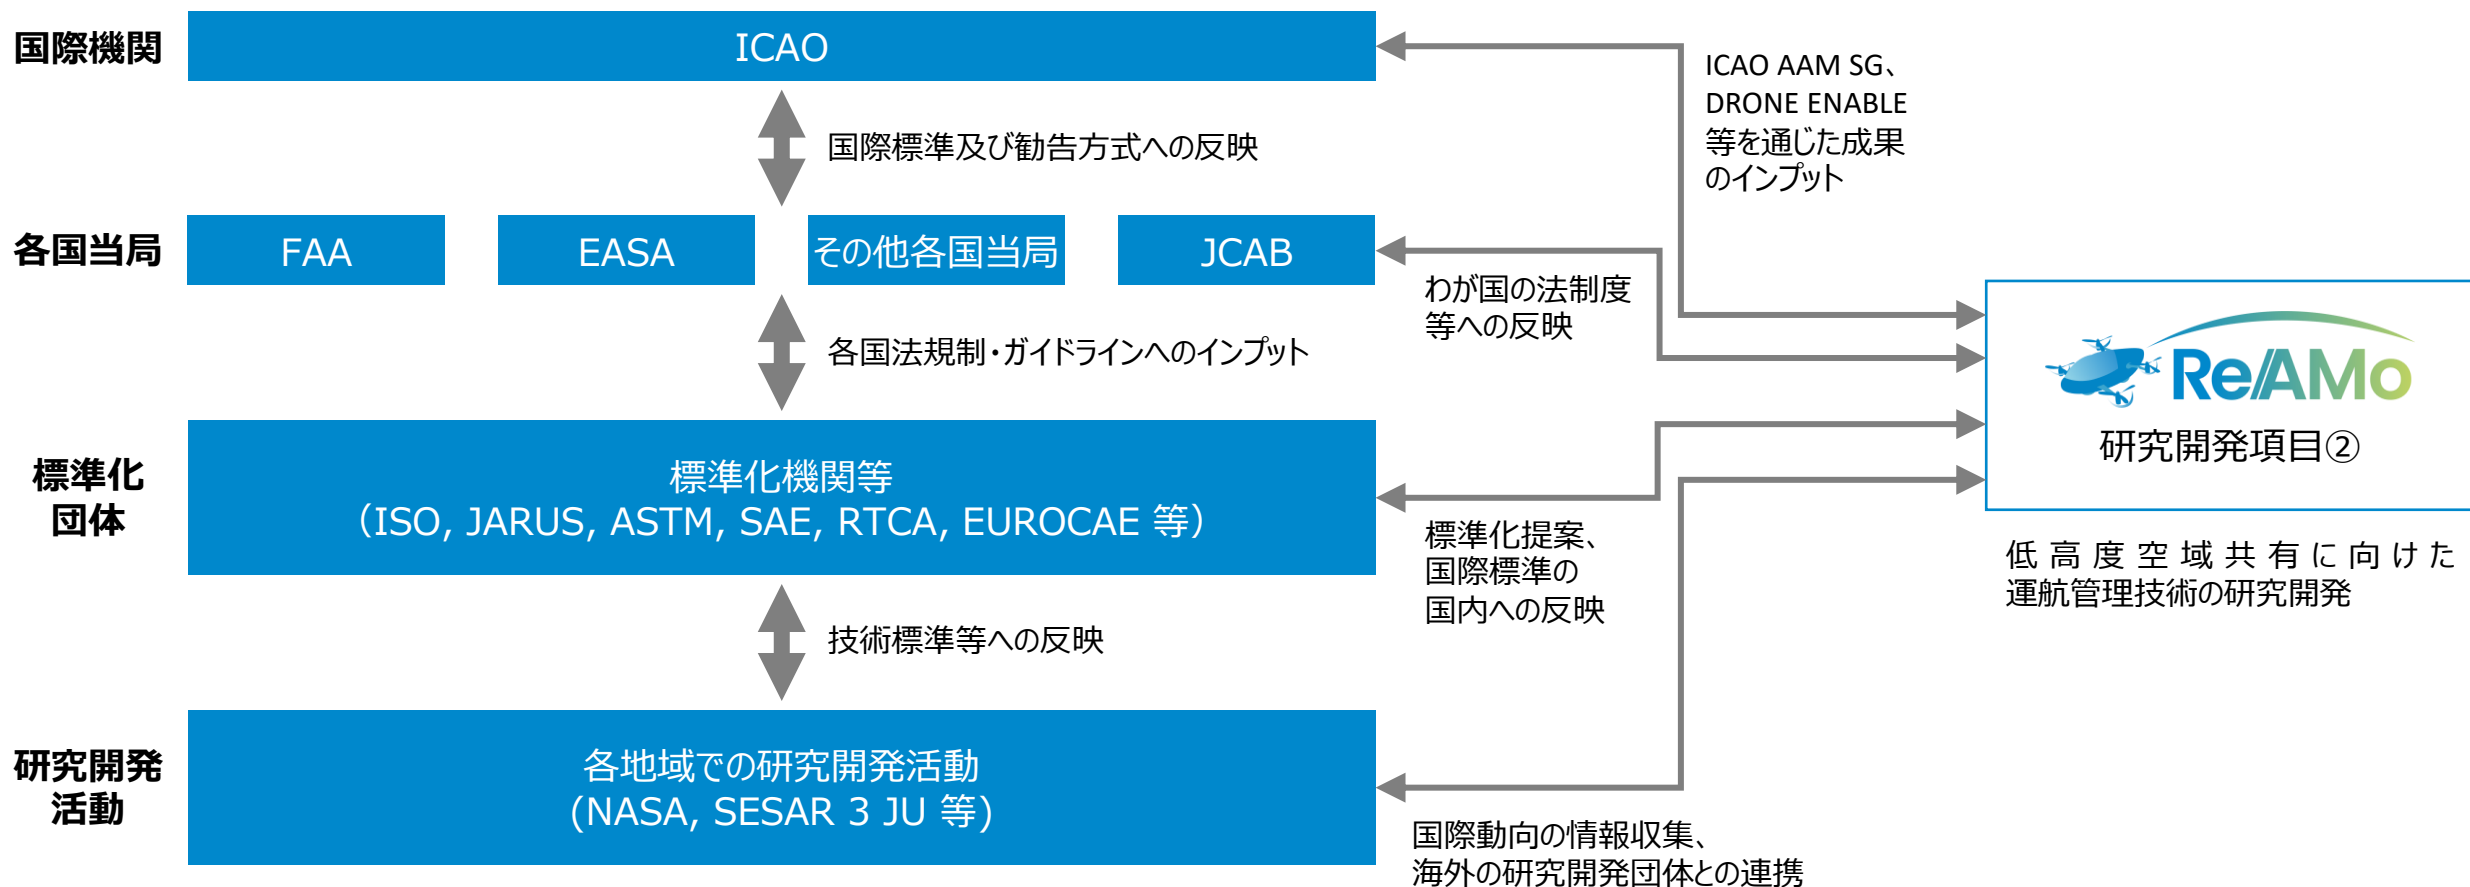 国際機関
ICAO
ICAO AAM SG、
DRONE ENABLE
等を通じた成果
のインプット
国際標準及び勧告方式への反映
各国当局
FAA
EASA
その他各国当局
JCAB
わが国の法制度
等への反映
各国法規制・ガイドラインへのインプット
ReAMo
研究開発項目②
低高度空域共有に向けた
運航管理技術の研究開発
標準化
団体
標準化機関等
（ISO, JARUS, ASTM, SAE, RTCA, EUROCAE 等）
標準化提案、
国際標準の
国内への反映
技術標準等への反映
研究開発
活動
各地域での研究開発活動
(NASA, SESAR 3 JU 等)
国際動向の情報収集、
海外の研究開発団体との連携